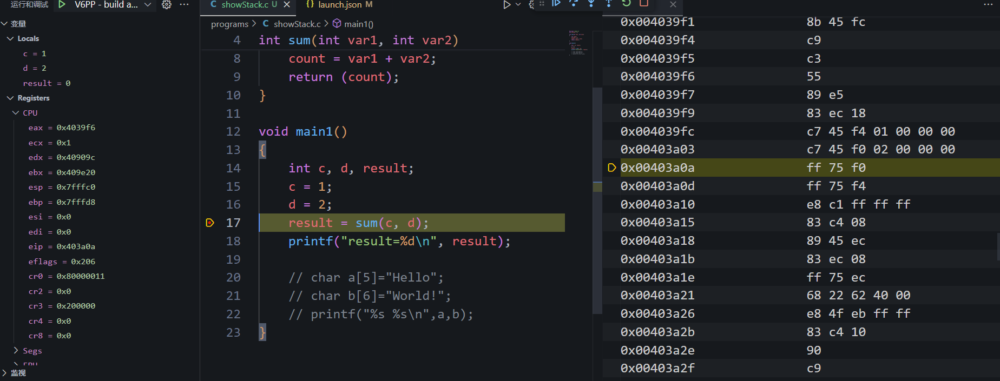 运行和调试 V6PP - build a... ···
变量
Locals
c = 1
d = 2
result = 0
Registers
CPU
eax = 0x4039f6
ecx = 0x1
edx = 0x40909c
ebx = 0x409e20
esp = 0x7fffc0
ebp = 0x7fffd8
esi = 0x0
edi = 0x0
eip = 0x403a0a
eflags = 0x206
cr0 = 0x80000011
cr2 = 0x0
cr3 = 0x200000
cr4 = 0x0
cr8 = 0x0
Segs
监视
C showStack.c U {} launch.json M
programs > C showStack.c > main1()
4 int sum(int var1, int var2)
8 count = var1 + var2;
9 return (count);
10 }
11
12 void main1()
13 {
14 int c, d, result;
15 c = 1;
16 d = 2;
17 result = sum(c, d);
18 printf("result=%d\n", result);
19
20 // char a[5]="Hello";
21 // char b[6]="World!";
22 // printf("%s %s\n",a,b);
23 }
0x004039f1 8b 45 fc
0x004039f4 c9
0x004039f5 c3
0x004039f6 55
0x004039f7 89 e5
0x004039f9 83 ec 18
0x004039fc c7 45 f4 01 00 00 00
0x00403a03 c7 45 f0 02 00 00 00
0x00403a0a ff 75 f0
0x00403a0d ff 75 f4
0x00403a10 e8 c1 ff ff ff
0x00403a15 83 c4 08
0x00403a18 89 45 ec
0x00403a1b 83 ec 08
0x00403a1e ff 75 ec
0x00403a21 68 22 62 40 00
0x00403a26 e8 4f eb ff ff
0x00403a2b 83 c4 10
0x00403a2e 90
0x00403a2f c9